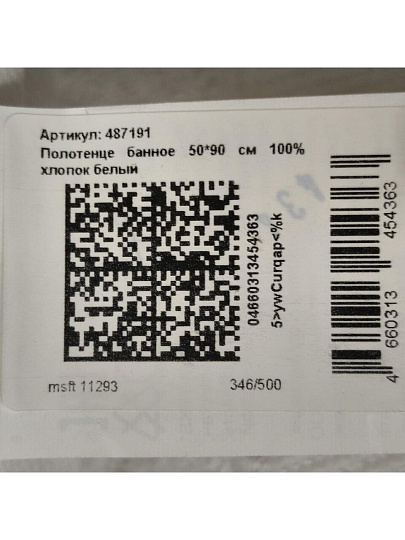 Артикул: 487191
Полотенце банное 50*90 см 100%
хлопок белый
04660313454363
5>ywCurqap<%k
4 660313 454363
msft 11293
346/500